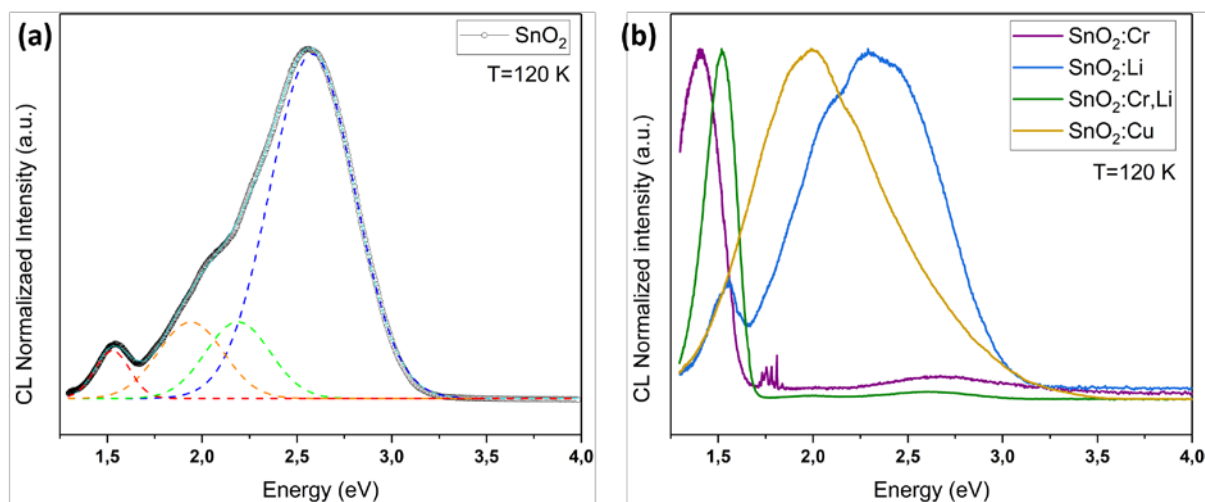 (a)
SnO2
T=120 K
CL Normalizaed Intensity (a.u.)
1,5 2,0 2,5 3,0 3,5 4,0
Energy (eV)
(b)
SnO2:Cr
SnO2:Li
SnO2:Cr,Li
SnO2:Cu
T=120 K
CL Normalized intensity (a.u.)
1,5 2,0 2,5 3,0 3,5 4,0
Energy (eV)